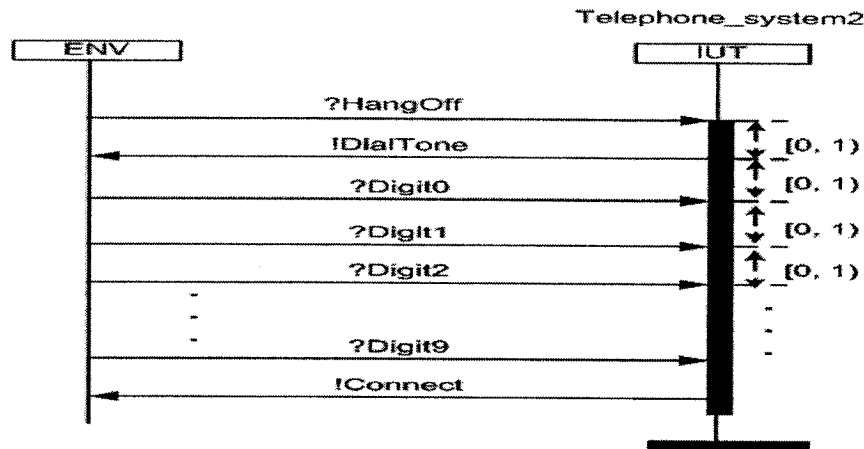 Telephone_system2
ENV
IUT
?HangOff
[0, 1)
!DialTone
[0, 1)
?Digit0
[0, 1)
?Digit1
[0, 1)
?Digit2
?Digit9
!Connect